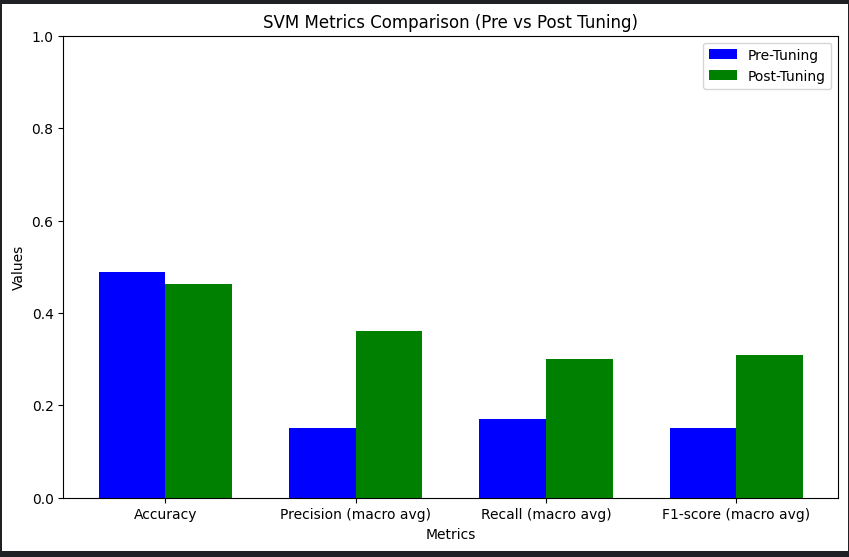 SVM Metrics Comparison (Pre vs Post Tuning)
Pre-Tuning
Post-Tuning
1.0
0.8
0.6
0.4
0.2
0.0
Values
Accuracy
Precision (macro avg)
Recall (macro avg)
F1-score (macro avg)
Metrics